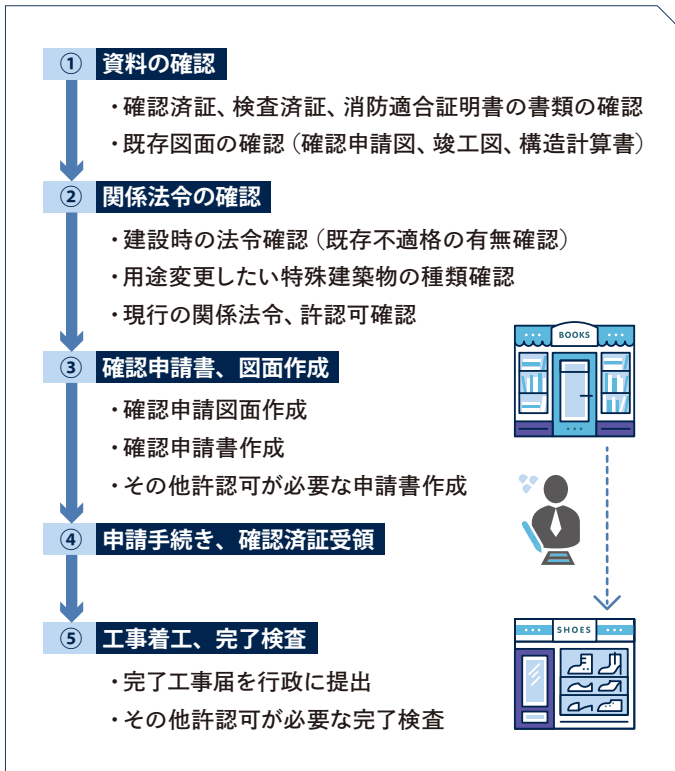 ① 資料の確認
・確認済証、検査済証、消防適合証明書の書類の確認
・既存図面の確認（確認申請図、竣工図、構造計算書）
② 関係法令の確認
・建設時の法令確認（既存不適格の有無確認）
・用途変更したい特殊建築物の種類確認
・現行の関係法令、許認可確認
BOOKS
③ 確認申請書、図面作成
・確認申請図面作成
・確認申請書作成
・その他許認可が必要な申請書作成
④ 申請手続き、確認済証受領
⑤ 工事着工、完了検査
SHOES
・完了工事届を行政に提出
・その他許認可が必要な完了検査